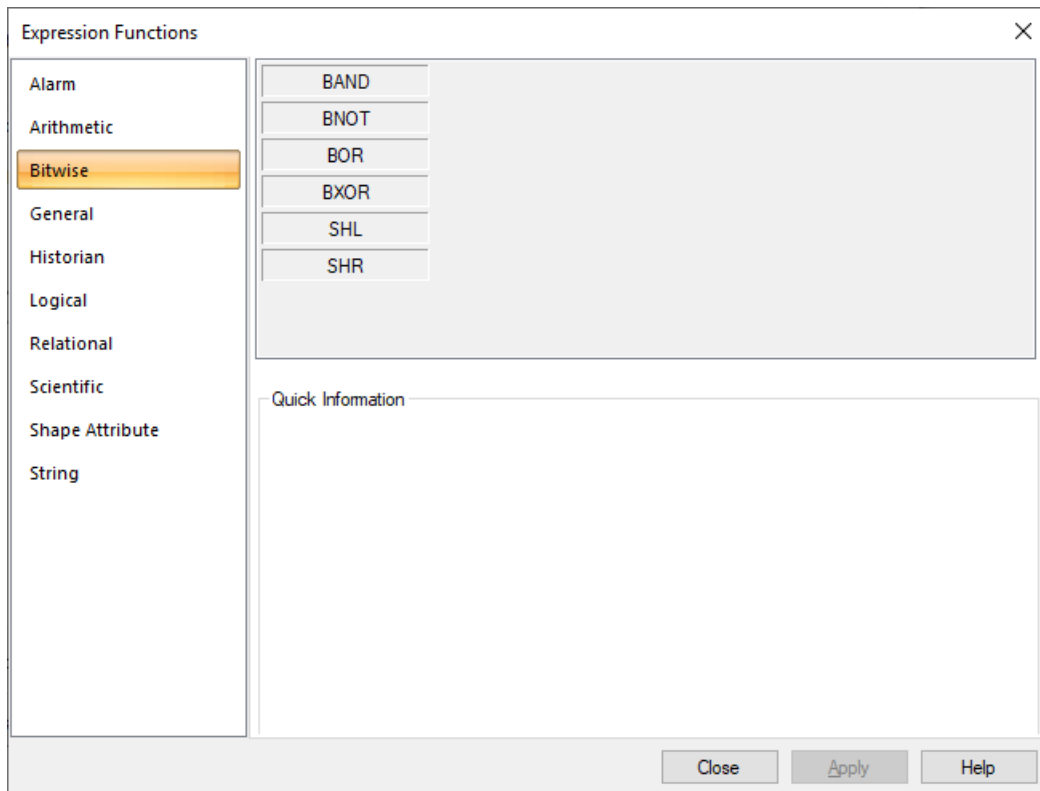 Expression Functions
Alarm
Arithmetic
Bitwise
General
Historian
Logical
Relational
Scientific
Shape Attribute
String
BAND
BNOT
BOR
BXOR
SHL
SHR
Quick Information
Close
Apply
Help